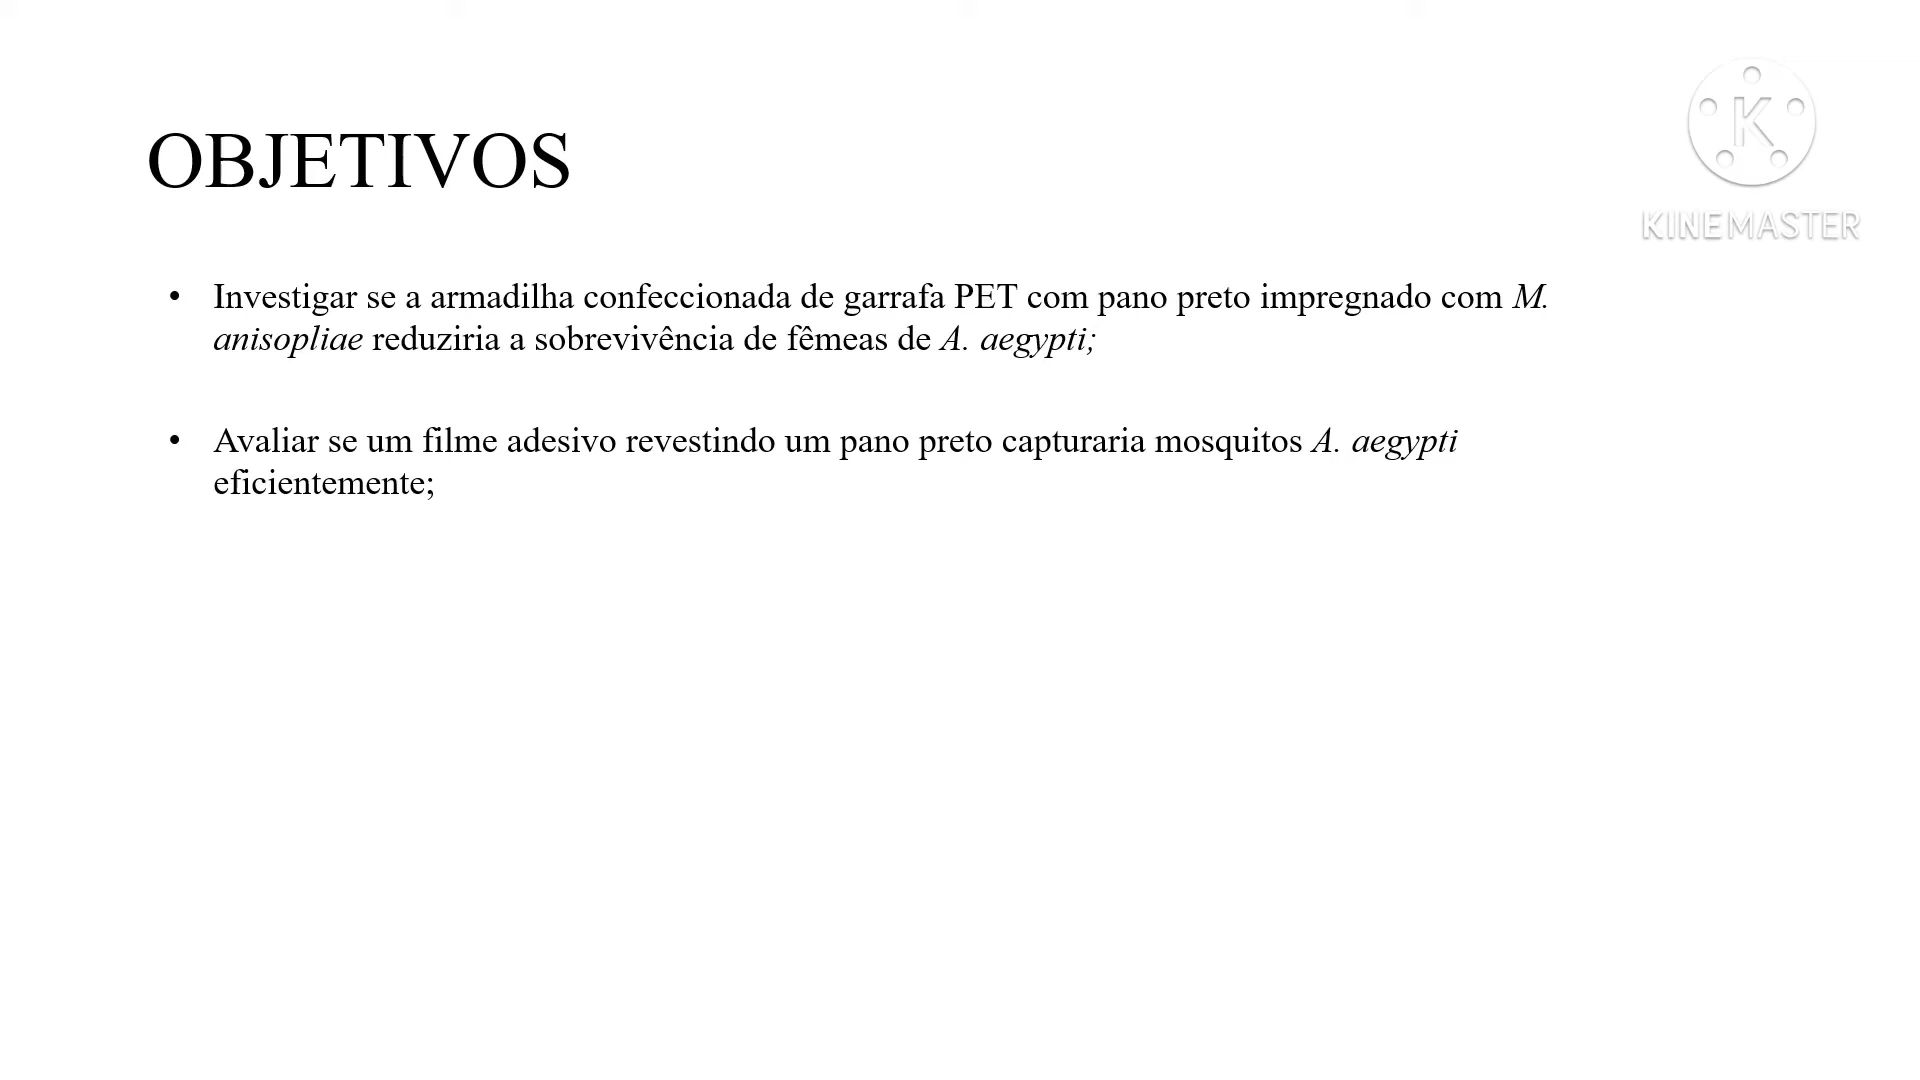 OBJETIVOS
K
KINEMASTER
• Investigar se a armadilha confeccionada de garrafa PET com pano preto impregnado com M.
anisopliae reduziria a sobrevivência de fêmeas de A. aegypti;
• Avaliar se um filme adesivo revestindo um pano preto capturaria mosquitos A. aegypti
eficientemente;